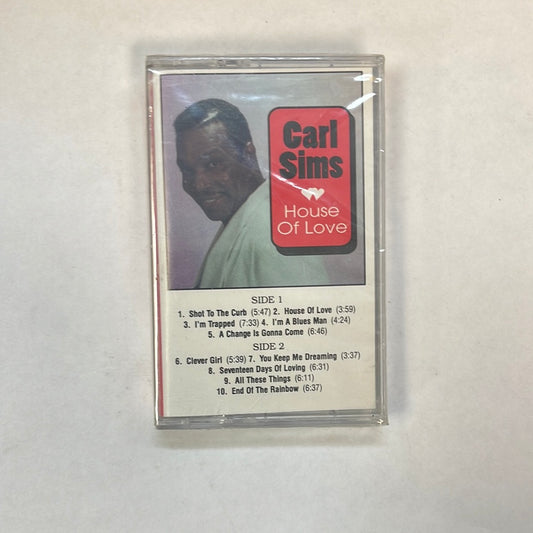 Carl
Sims
House
Of Love
SIDE 1
1. Shot To The Curb (5:47) 2. House Of Love (3:59)
3. I'm Trapped (7:33) 4. I'm A Blues Man (4:24)
5. A Change Is Gonna Come (6:46)
SIDE 2
6. Clever Girl (5:39) 7. You Keep Me Dreaming (3:37)
8. Seventeen Days Of Loving (6:31)
9. All These Things (6:11)
10. End Of The Rainbow (6:37)